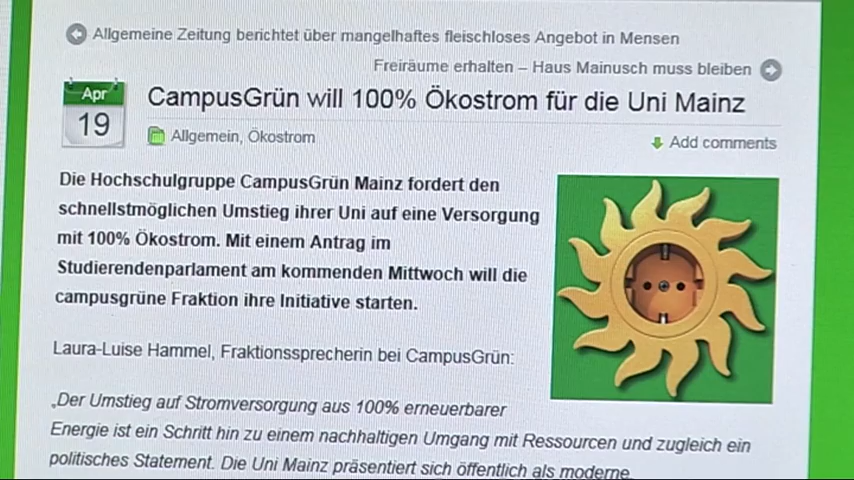 Allgemeine Zeitung berichtet über mangelhaftes fleischloses Angebot in Mensen
Freiräume erhalten – Haus Mainusch muss bleiben
Apr
19
CampusGrün will 100% Ökostrom für die Uni Mainz
Allgemein, Ökostrom
Add comments
Die Hochschulgruppe CampusGrün Mainz fordert den
schnellstmöglichen Umstieg ihrer Uni auf eine Versorgung
mit 100% Ökostrom. Mit einem Antrag im
Studierendenparlament am kommenden Mittwoch will die
campusgrüne Fraktion ihre Initiative starten.
Laura-Luise Hammel, Fraktionssprecherin bei CampusGrün:
„Der Umstieg auf Stromversorgung aus 100% erneuerbarer
Energie ist ein Schritt hin zu einem nachhaltigen Umgang mit Ressourcen und zugleich ein
politisches Statement. Die Uni Mainz präsentiert sich öffentlich als moderne,